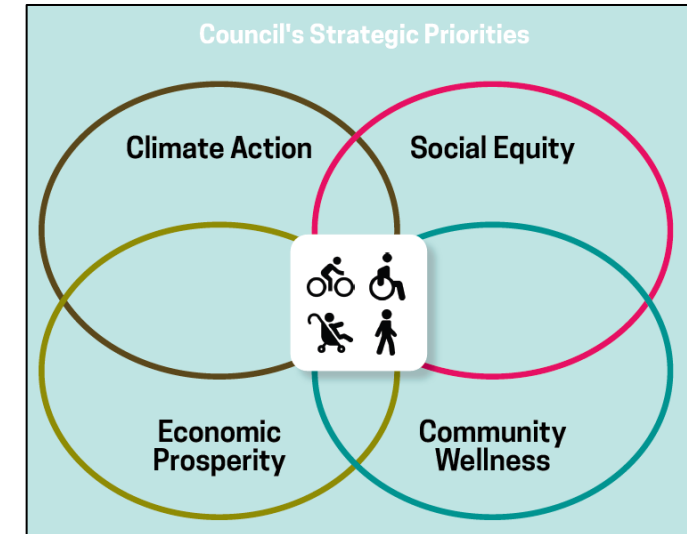 Council's Strategic Priorities
Climate Action
Social Equity
Economic
Prosperity
Community
Wellness